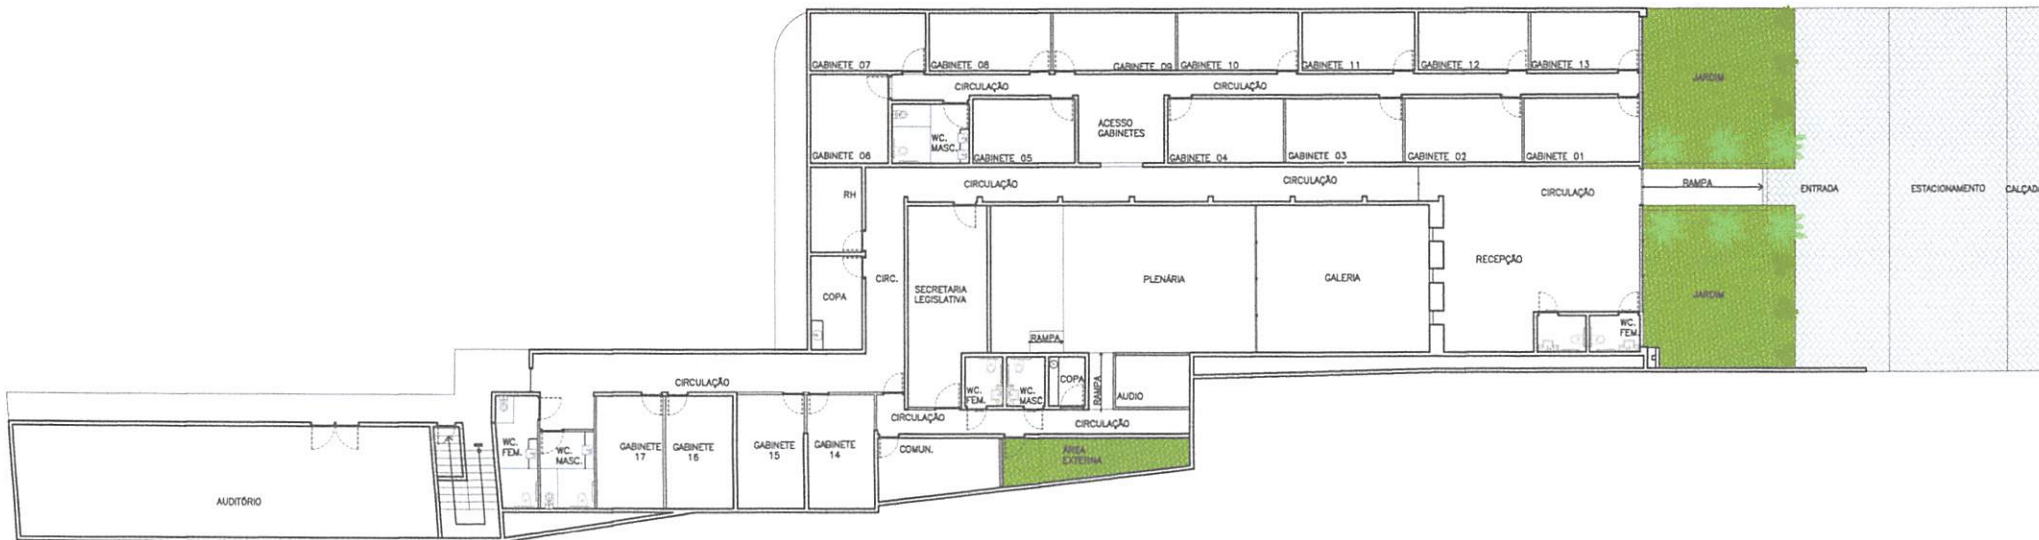 GABINETE 07
GABINETE 08
GABINETE 09
GABINETE 10
GABINETE 11
GABINETE 12
GABINETE 13
JARDIM
CIRCULAÇÃO
CIRCULAÇÃO
ACESSO
GABINETES
WC.
MASC.
GABINETE 06
GABINETE 05
GABINETE 04
GABINETE 03
GABINETE 02
GABINETE 01
RH
CIRCULAÇÃO
CIRCULAÇÃO
CIRCULAÇÃO
RAMPA
ENTRADA
ESTACIONAMENTO
CALÇADA
CIRC.
SECRETARIA
LEGISLATIVA
PLENÁRIA
GALERIA
RECEPÇÃO
COPA
JARDIM
RAMPA
WC.
FEM.
CIRCULAÇÃO
WC.
FEM.
WC.
MASC.
COPA
RAMPA
AUDIO
CIRCULAÇÃO
CIRCULAÇÃO
WC.
FEM.
WC.
MASC.
GABINETE
17
GABINETE
16
GABINETE
15
GABINETE
14
COMUN.
ÁREA
EXTERNA
AUDITÓRIO